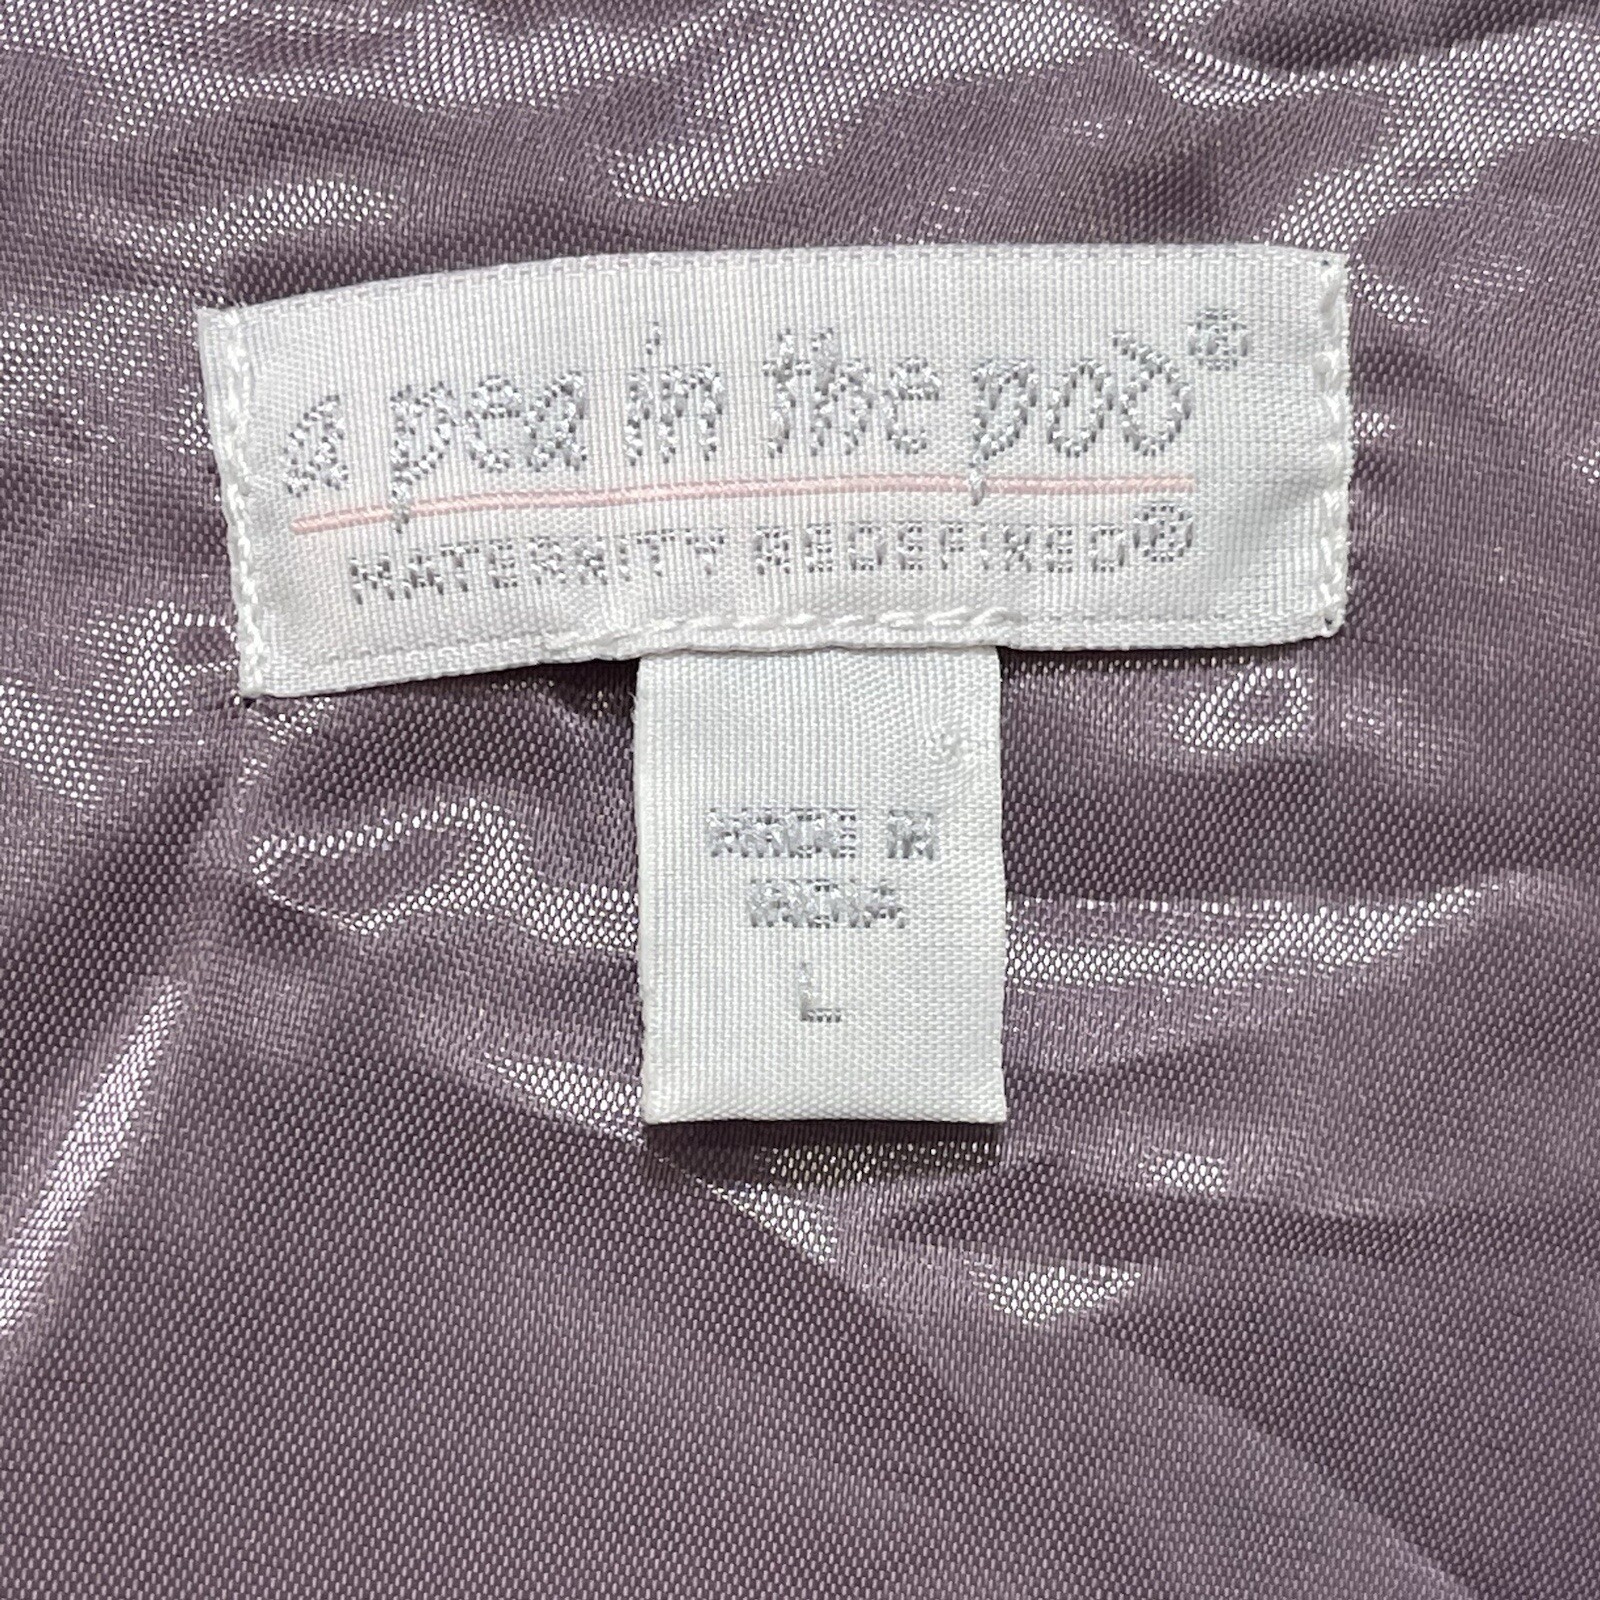 a pea in the pod®
MATERNITY REDEFINED®
MADE IN
INDIA
L